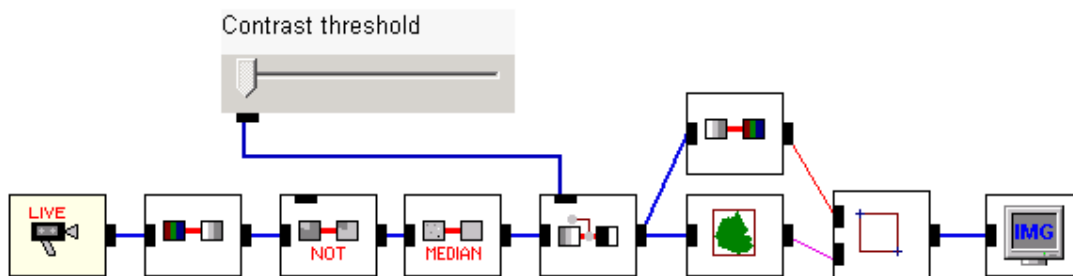 Contrast threshold
LIVE
NOT
MEDIAN
IMG